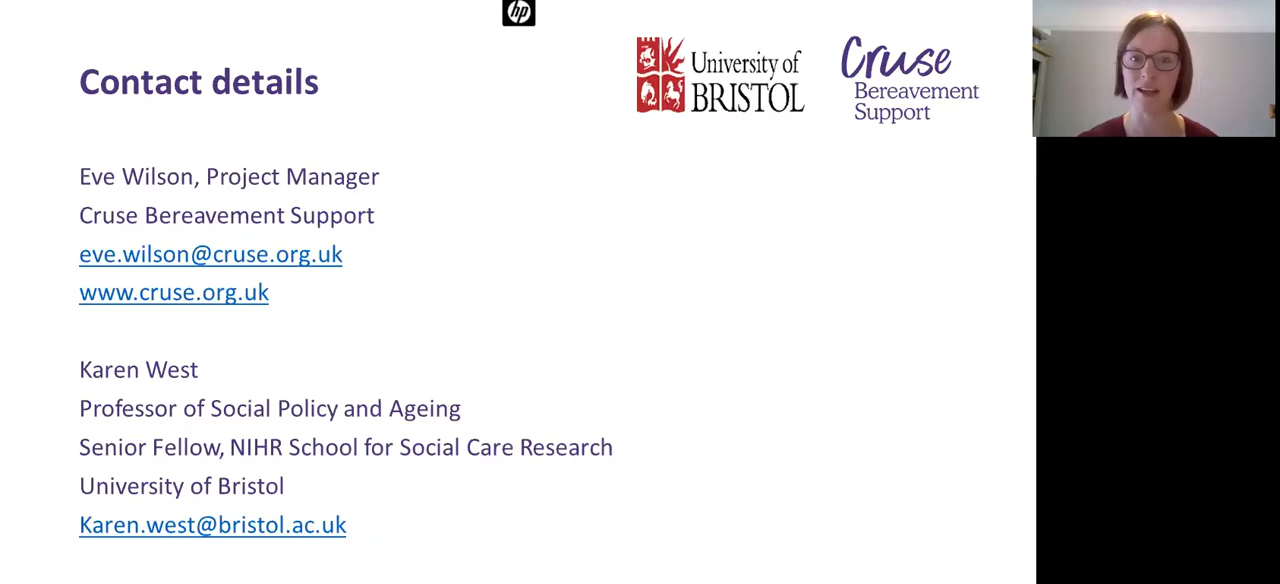 hp
Contact details
University of
BRISTOL
Cruse
Bereavement
Support
Eve Wilson, Project Manager
Cruse Bereavement Support
eve.wilson@cruse.org.uk
www.cruse.org.uk
Karen West
Professor of Social Policy and Ageing
Senior Fellow, NIHR School for Social Care Research
University of Bristol
Karen.west@bristol.ac.uk